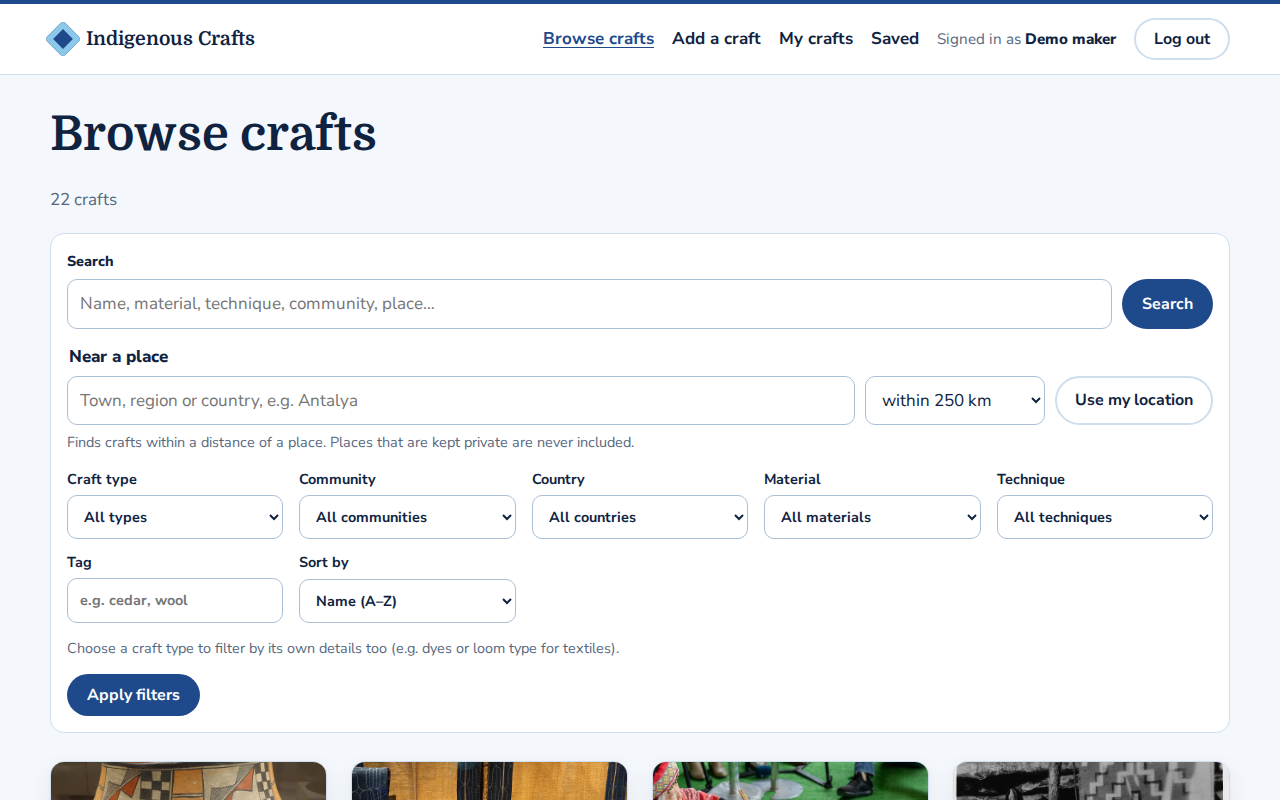 Indigenous Crafts
Browse crafts
Add a craft
My crafts
Saved
Signed in as Demo maker
Log out
Browse crafts
22 crafts
Search
Name, material, technique, community, place...
Search
Near a place
Town, region or country, e.g. Antalya
within 250 km
Use my location
Finds crafts within a distance of a place. Places that are kept private are never included.
Craft type
Community
Country
Material
Technique
All types
All communities
All countries
All materials
All techniques
Tag
Sort by
e.g. cedar, wool
Name (A–Z)
Choose a craft type to filter by its own details too (e.g. dyes or loom type for textiles).
Apply filters